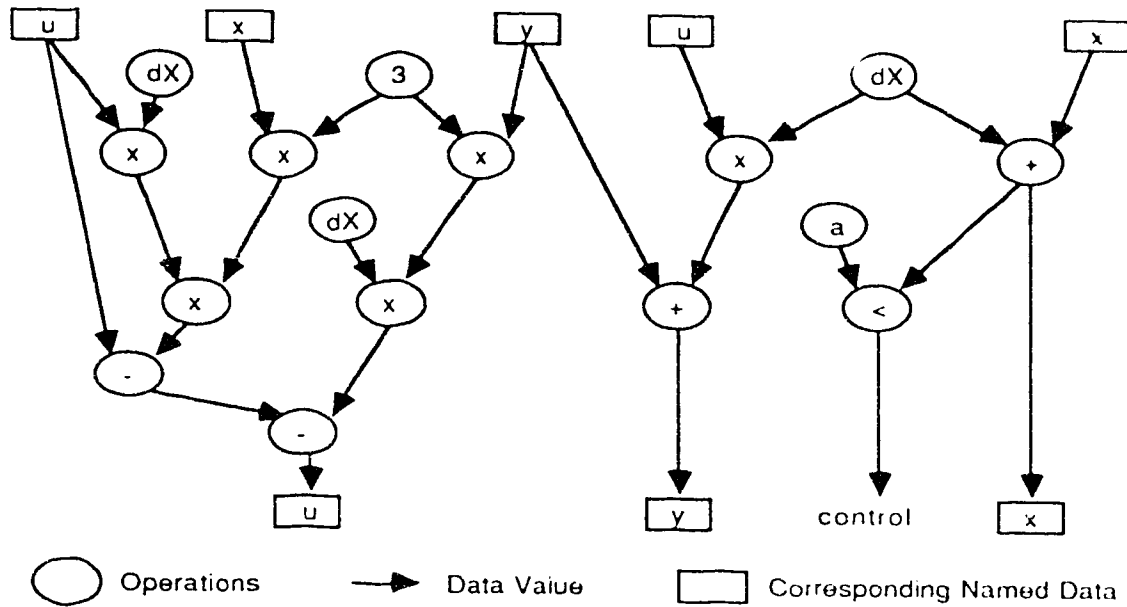 u x y u x
dX 3 dX
x x x x +
dX a
x x + <
-
-
u y control x
Operations Data Value Corresponding Named Data